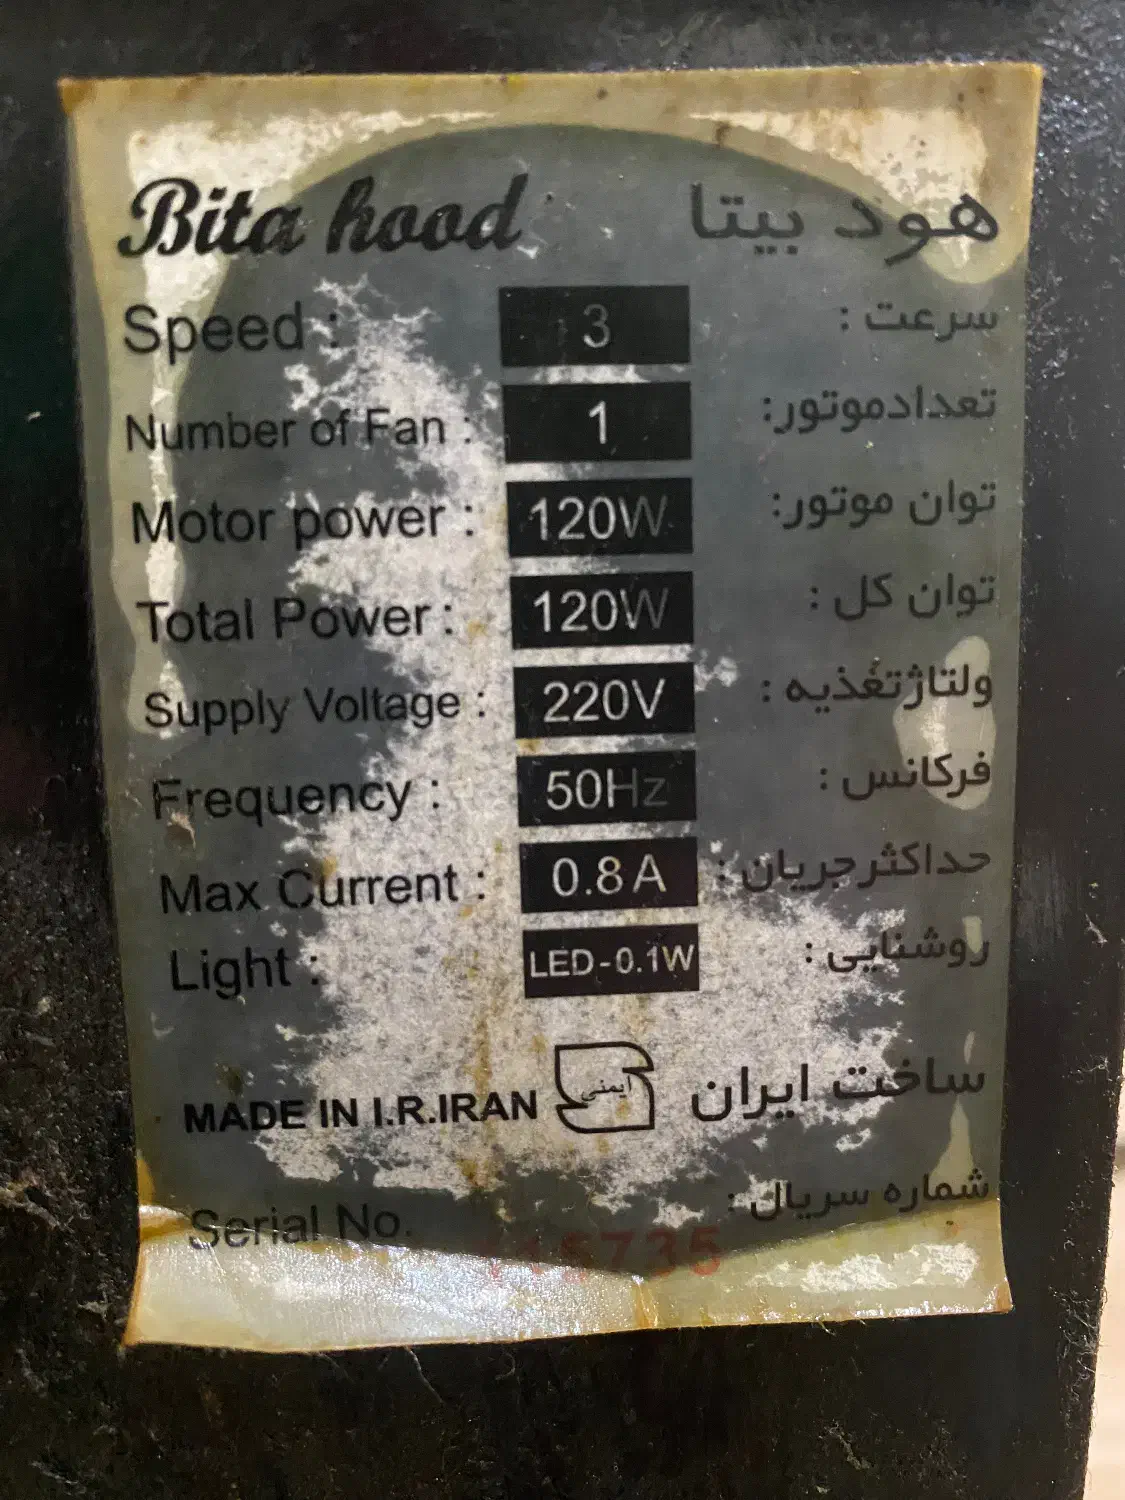 Bita hood هود بیتا
Speed : 3 سرعت :
Number of Fan : 1 تعدادموتور:
Motor power : 120W توان موتور:
Total Power : 120W توان کل :
Supply Voltage : 220V ولتاژتغذیه :
Frequency : 50Hz فرکانس :
Max Current : 0.8 A حداکثرجریان :
Light : LED-0.1W روشنایی :
MADE IN I.R.IRAN ایمنی ساخت ایران
Serial No. شماره سریال :